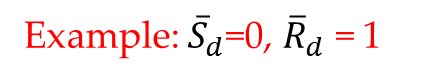 Example: S̄d=0, R̄d = 1